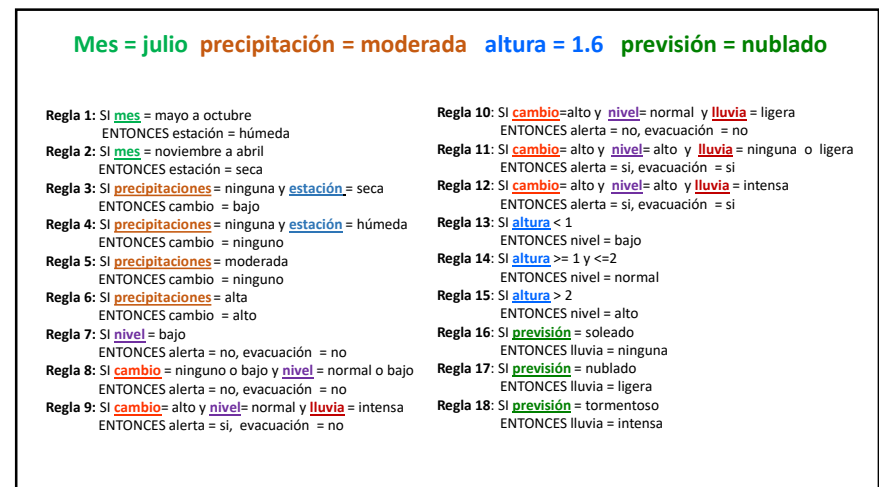 Mes = julio precipitación = moderada altura = 1.6 previsión = nublado
Regla 1: SI mes = mayo a octubre
ENTONCES estación = húmeda
Regla 2: SI mes = noviembre a abril
ENTONCES estación = seca
Regla 3: SI precipitaciones = ninguna y estación = seca
ENTONCES cambio = bajo
Regla 4: SI precipitaciones = ninguna y estación = húmeda
ENTONCES cambio = ninguno
Regla 5: SI precipitaciones = moderada
ENTONCES cambio = ninguno
Regla 6: SI precipitaciones = alta
ENTONCES cambio = alto
Regla 7: SI nivel = bajo
ENTONCES alerta = no, evacuación = no
Regla 8: SI cambio = ninguno o bajo y nivel = normal o bajo
ENTONCES alerta = no, evacuación = no
Regla 9: SI cambio= alto y nivel= normal y lluvia = intensa
ENTONCES alerta = si, evacuación = no
Regla 10: SI cambio=alto y nivel= normal y lluvia = ligera
ENTONCES alerta = no, evacuación = no
Regla 11: SI cambio= alto y nivel= alto y lluvia = ninguna o ligera
ENTONCES alerta = si, evacuación = si
Regla 12: SI cambio= alto y nivel= alto y lluvia = intensa
ENTONCES alerta = si, evacuación = si
Regla 13: SI altura < 1
ENTONCES nivel = bajo
Regla 14: SI altura >= 1 y <=2
ENTONCES nivel = normal
Regla 15: SI altura > 2
ENTONCES nivel = alto
Regla 16: SI previsión = soleado
ENTONCES lluvia = ninguna
Regla 17: SI previsión = nublado
ENTONCES lluvia = ligera
Regla 18: SI previsión = tormentoso
ENTONCES lluvia = intensa